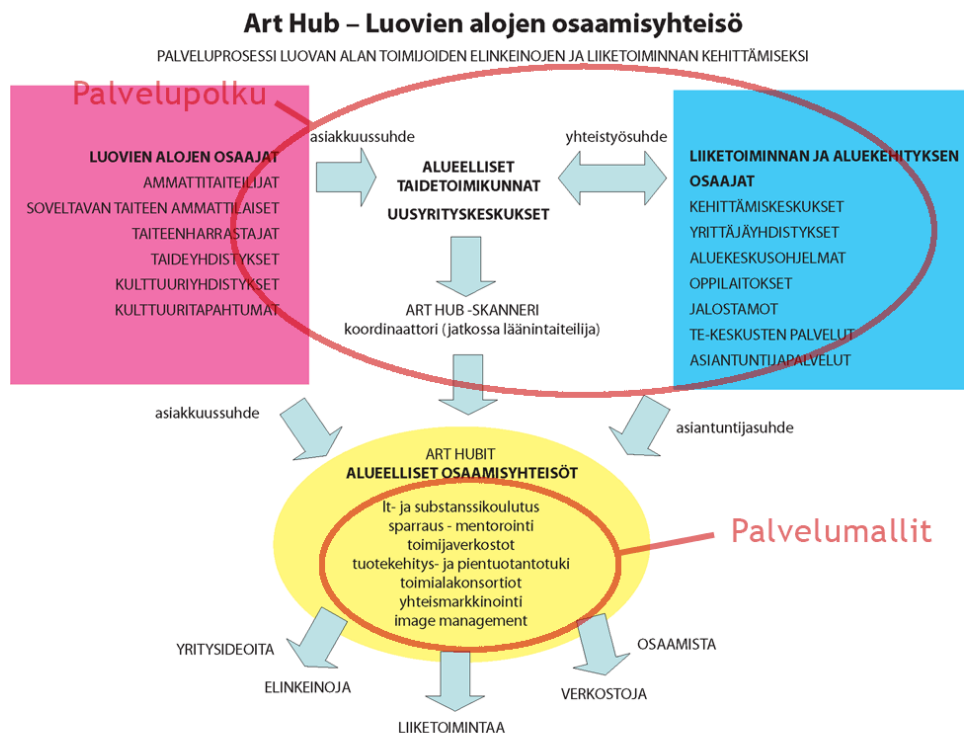 Art Hub – Luovien alojen osaamisyhteisö
PALVELUPROSESSI LUOVAN ALAN TOIMIJOIDEN ELINKEINOJEN JA LIIKETOIMINNAN KEHITTÄMISEKSI
Palvelupolku
LUOVIEN ALOJEN OSAAJAT
AMMATTITAITEILIJAT
SOVELTAVAN TAITEEN AMMATTILAISET
TAITEENHARRASTAJAT
TAIDEYHDISTYKSET
KULTTUURIYHDISTYKSET
KULTTUURITAPAHTUMAT
asiakkuussuhde
ALUEELLISET
TAIDETOIMIKUNNAT
UUSYRITYSKESKUKSET
yhteistyösuhde
LIIKETOIMINNAN JA ALUEKEHITYKSEN
OSAAJAT
KEHITTÄMISKESKUKSET
YRITTÄJÄYHDISTYKSET
ALUEKESKUSOHJELMAT
OPPILAITOKSET
JALOSTAMOT
TE-KESKUSTEN PALVELUT
ASIANTUNTIJAPALVELUT
ART HUB -SKANNERI
koordinaattori (jatkossa läänintaiteilija)
asiakkuussuhde
asiantuntijasuhde
ART HUBIT
ALUEELLISET OSAAMISYHTEISÖT
lt- ja substanssikoulutus
sparraus - mentorointi
toimijaverkostot
tuotekehitys- ja pientuotantotuki
toimialakonsortiot
yhteismarkkinointi
image management
Palvelumallit
YRITYSIDEOITA
ELINKEINOJA
LIIKETOIMINTAA
VERKOSTOJA
OSAAMISTA